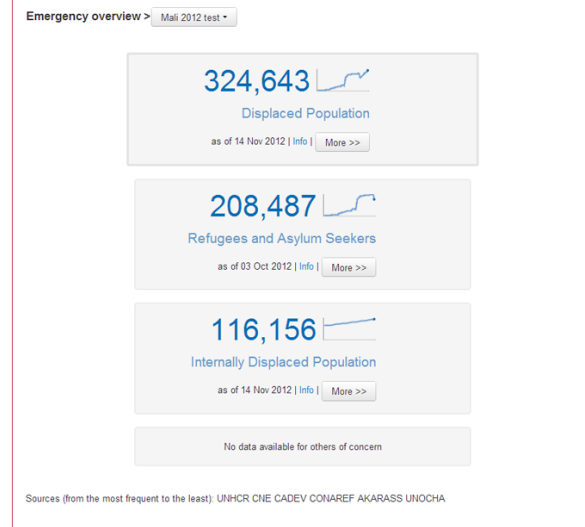 Emergency overview > Mali 2012 test
324,643
Displaced Population
as of 14 Nov 2012 | Info | More >>
208,487
Refugees and Asylum Seekers
as of 03 Oct 2012 | Info | More >>
116,156
Internally Displaced Population
as of 14 Nov 2012 | Info | More >>
No data available for others of concern
Sources (from the most frequent to the least): UNHCR CNE CADEV CONAREF AKARASS UNOCHA